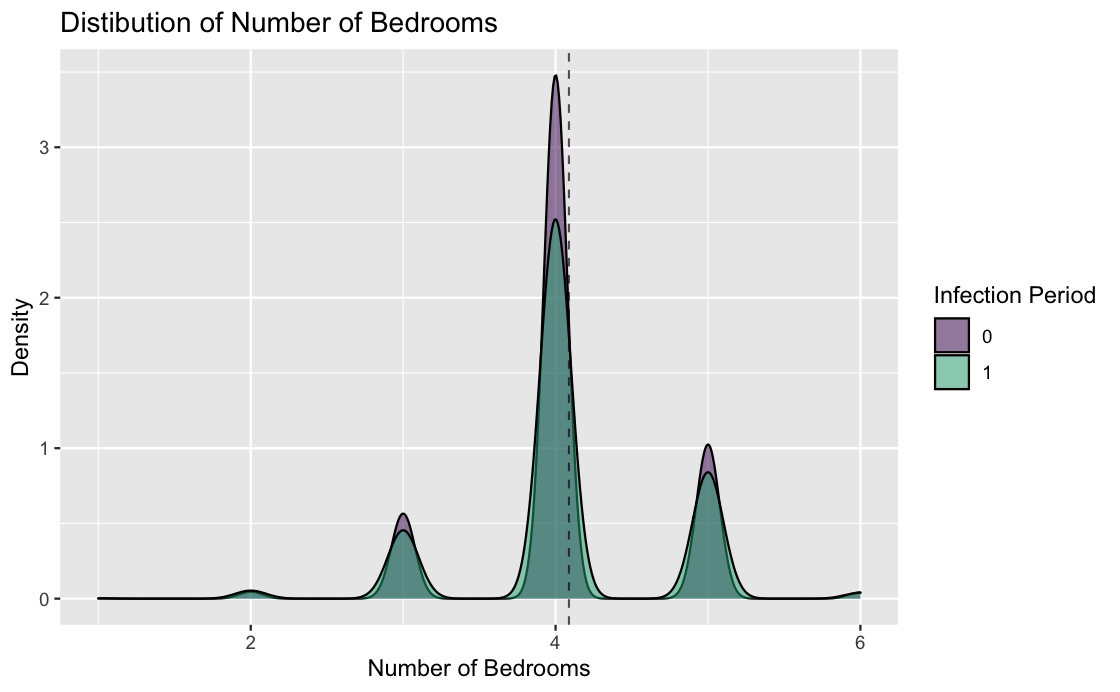 Distibution of Number of Bedrooms
3
2
1
0
Density
2
4
6
Number of Bedrooms
Infection Period
0
1